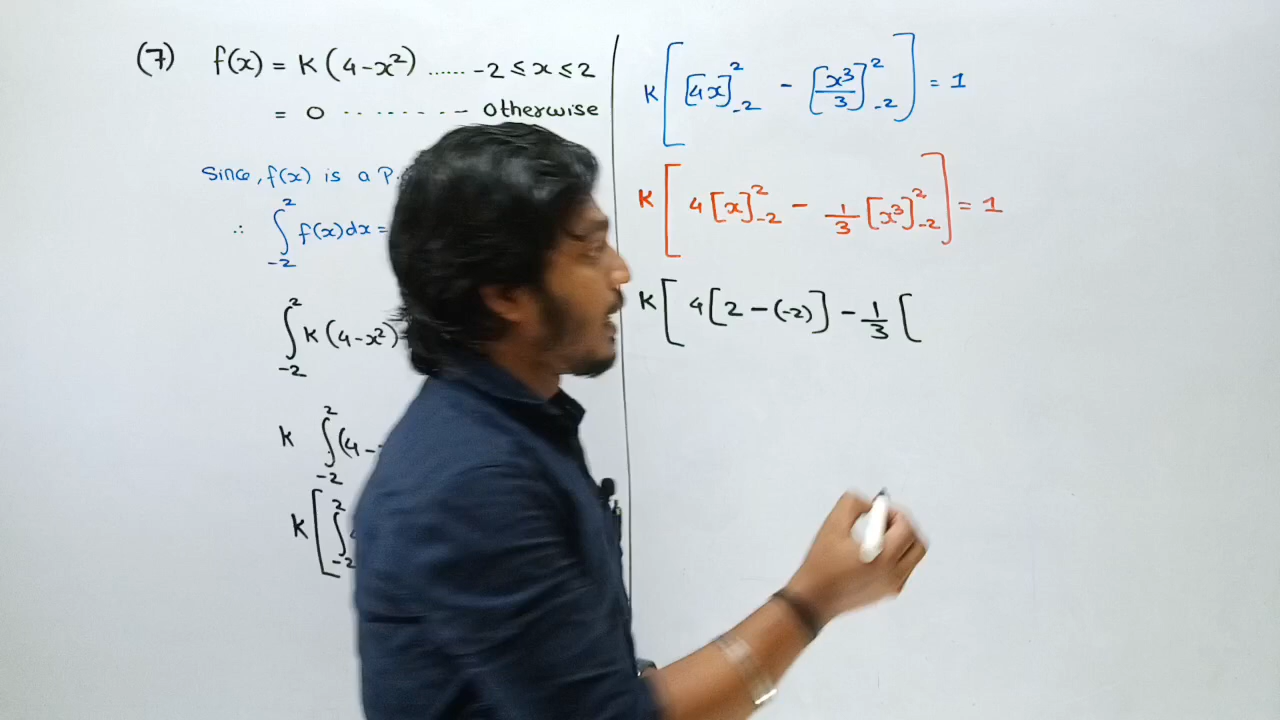 (7) f(x) = K (4-x²) ...... -2 ≤ x ≤ 2
= 0 ........ - Otherwise
Since, f(x) is a P.
∴ ∫₋₂² f(x)dx =
∫₋₂² K (4-x²)
K ∫₋₂² (4-
K [ ∫₋₂²
K [ [4x]₋₂² - [x³/3]₋₂² ] = 1
K [ 4 [x]₋₂² - 1/3 [x³]₋₂² ] = 1
K [ 4 [2 - (-2)] - 1/3 [